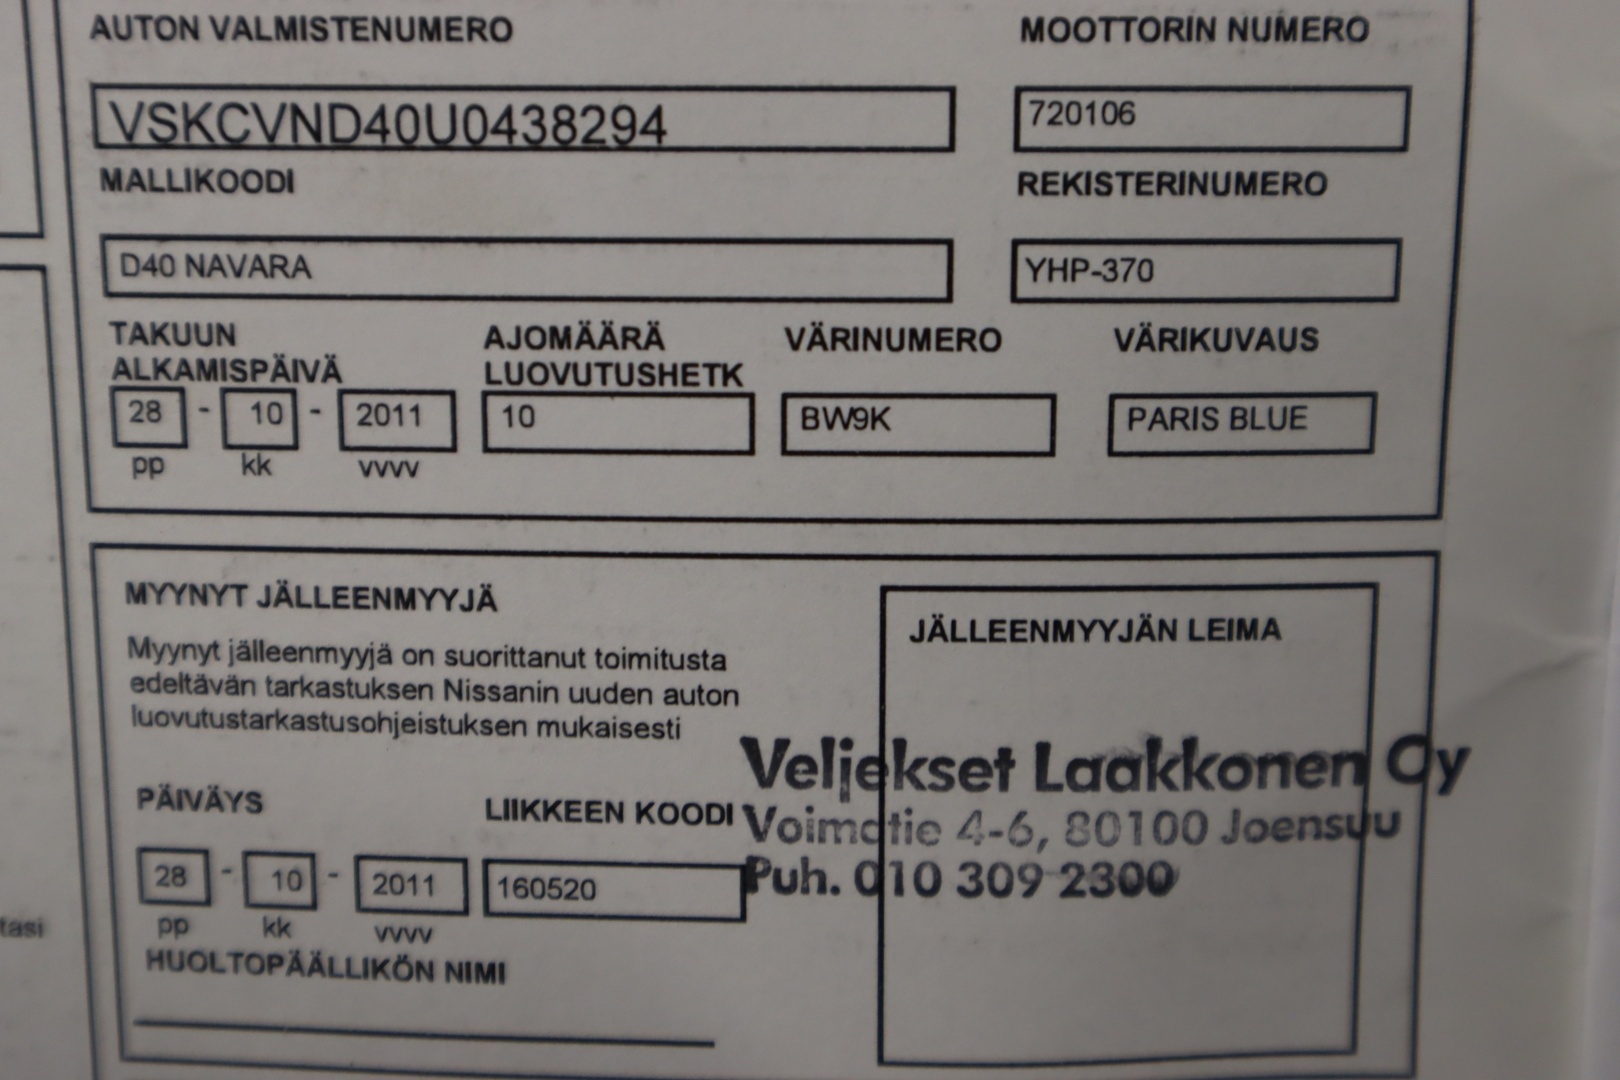 AUTON VALMISTENUMERO
MOOTTORIN NUMERO
VSKCVND40U0438294
720106
MALLIKOODI
REKISTERINUMERO
D40 NAVARA
YHP-370
TAKUUN
ALKAMISPÄIVÄ
AJOMÄÄRÄ
LUOVUTUSHETK
VÄRINUMERO
VÄRIKUVAUS
28 - 10 - 2011
10
BW9K
PARIS BLUE
pp kk vvvv
MYYNYT JÄLLEENMYYJÄ
Myynyt jälleenmyyjä on suorittanut toimitusta
edeltävän tarkastuksen Nissanin uuden auton
luovutustarkastusohjeistuksen mukaisesti
JÄLLEENMYYJÄN LEIMA
Veljekset Laakkonen Oy
Voimatie 4-6, 80100 Joensuu
Puh. 010 309 2300
PÄIVÄYS
LIIKKEEN KOODI
28 - 10 - 2011
160520
pp kk vvvv
HUOLTOPÄÄLLIKÖN NIMI
tasi